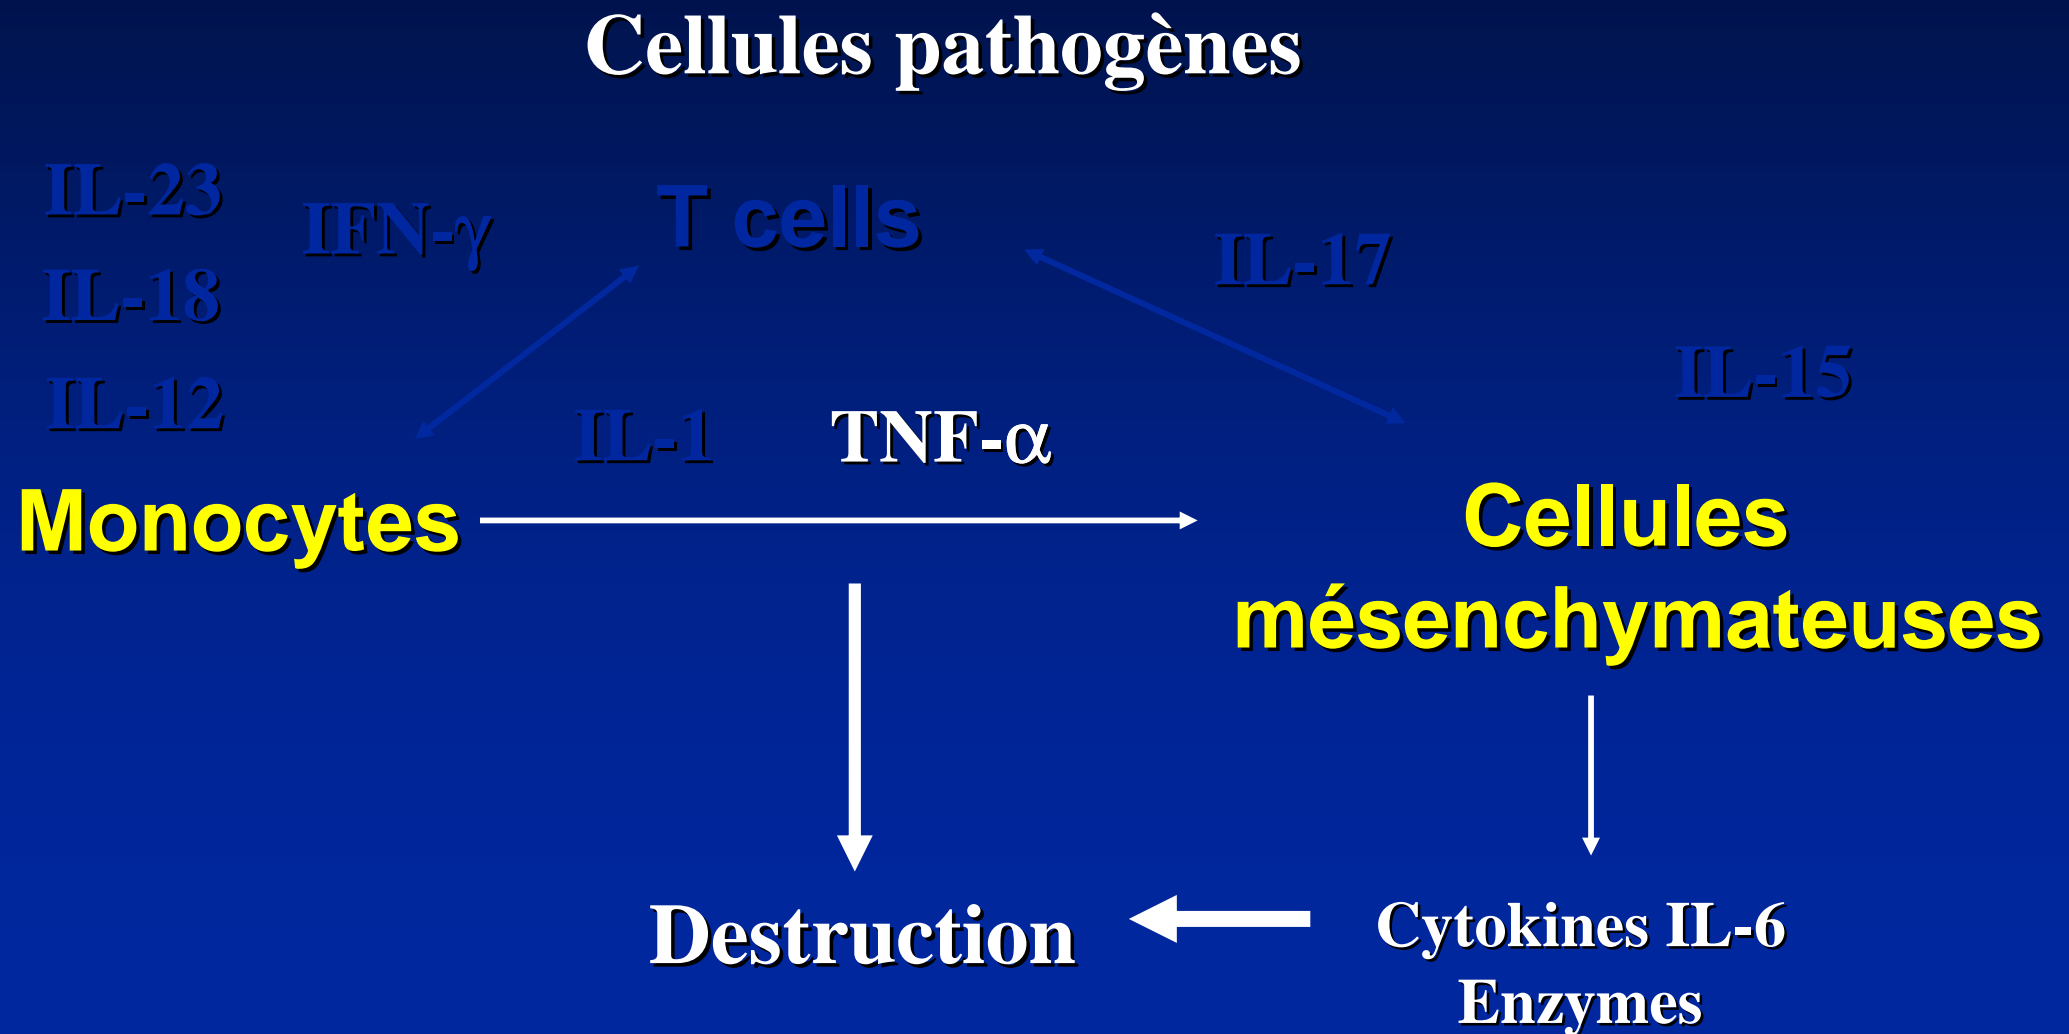 Cellules pathogènes
IL-23
IFN-γ
T cells
IL-17
IL-18
IL-15
IL-12
IL-1
TNF-α
Monocytes
Cellules
mésenchymateuses
Destruction
Cytokines IL-6
Enzymes